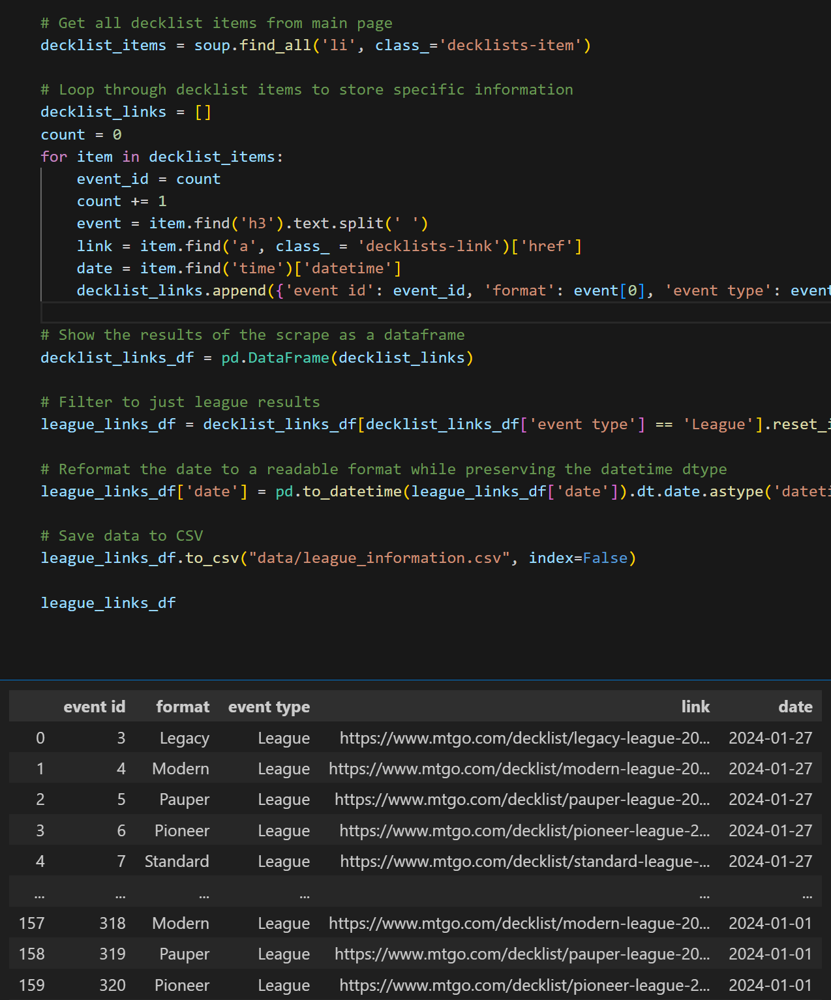 # Get all decklist items from main page
decklist_items = soup.find_all('li', class_='decklists-item')
# Loop through decklist items to store specific information
decklist_links = []
count = 0
for item in decklist_items:
    event_id = count
    count += 1
    event = item.find('h3').text.split(' ')
    link = item.find('a', class_ = 'decklists-link')['href']
    date = item.find('time')['datetime']
    decklist_links.append({'event id': event_id, 'format': event[0], 'event type': event
# Show the results of the scrape as a dataframe
decklist_links_df = pd.DataFrame(decklist_links)
# Filter to just league results
league_links_df = decklist_links_df[decklist_links_df['event type'] == 'League'].reset_i
# Reformat the date to a readable format while preserving the datetime dtype
league_links_df['date'] = pd.to_datetime(league_links_df['date']).dt.date.astype('dateti
# Save data to CSV
league_links_df.to_csv("data/league_information.csv", index=False)
league_links_df
event id format event type link date
0 3 Legacy League https://www.mtgo.com/decklist/legacy-league-20... 2024-01-27
1 4 Modern League https://www.mtgo.com/decklist/modern-league-20... 2024-01-27
2 5 Pauper League https://www.mtgo.com/decklist/pauper-league-20... 2024-01-27
3 6 Pioneer League https://www.mtgo.com/decklist/pioneer-league-2... 2024-01-27
4 7 Standard League https://www.mtgo.com/decklist/standard-league-... 2024-01-27
... ... ... ... ... ...
157 318 Modern League https://www.mtgo.com/decklist/modern-league-20... 2024-01-01
158 319 Pauper League https://www.mtgo.com/decklist/pauper-league-20... 2024-01-01
159 320 Pioneer League https://www.mtgo.com/decklist/pioneer-league-2... 2024-01-01